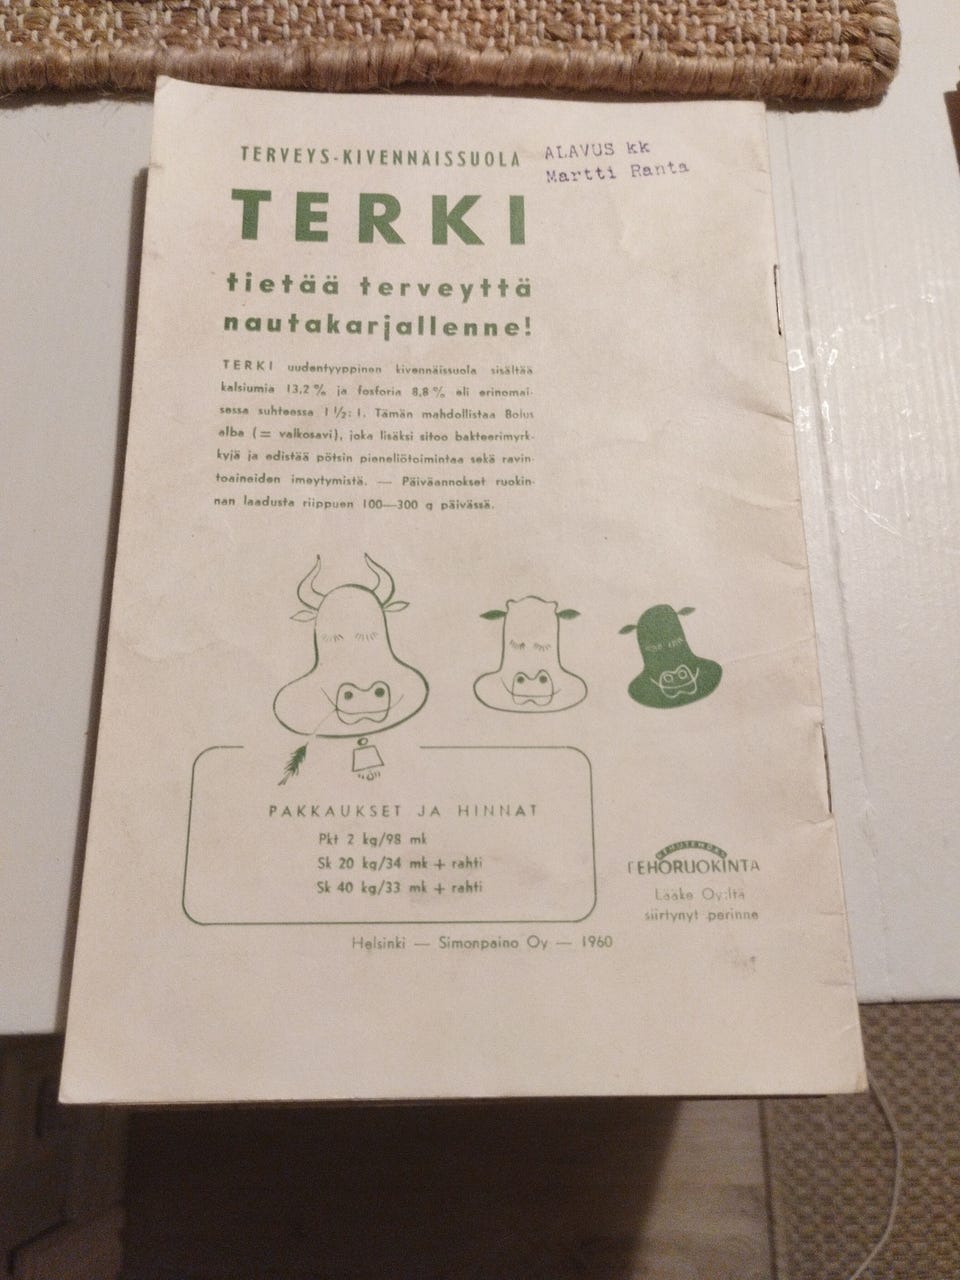 TERVEYS-KIVENNÄISSUOLA
ALAVUS kk
Martti Ranta
TERKI
tietää terveyttä
nautakarjallenne!
TERKI uudentyyppinen kivennäissuola sisältää
kalsiumia 13,2 % ja fosforia 8,8 % eli erinomai-
sessa suhteessa 1 ½: 1. Tämän mahdollistaa Bolus
alba (= valkosavi), joka lisäksi sitoo bakteerimyrk-
kyjä ja edistää pötsin pieneliötoimintaa sekä ravin-
toaineiden imeytymistä. — Päiväannokset ruokin-
nan laadusta riippuen 100—300 g päivässä.
PAKKAUKSET JA HINNAT
Pkt 2 kg/98 mk
Sk 20 kg/34 mk + rahti
Sk 40 kg/33 mk + rahti
TEHORUOKINTA
Lääke Oy:ltä
siirtynyt perinne
Helsinki — Simonpaino Oy — 1960